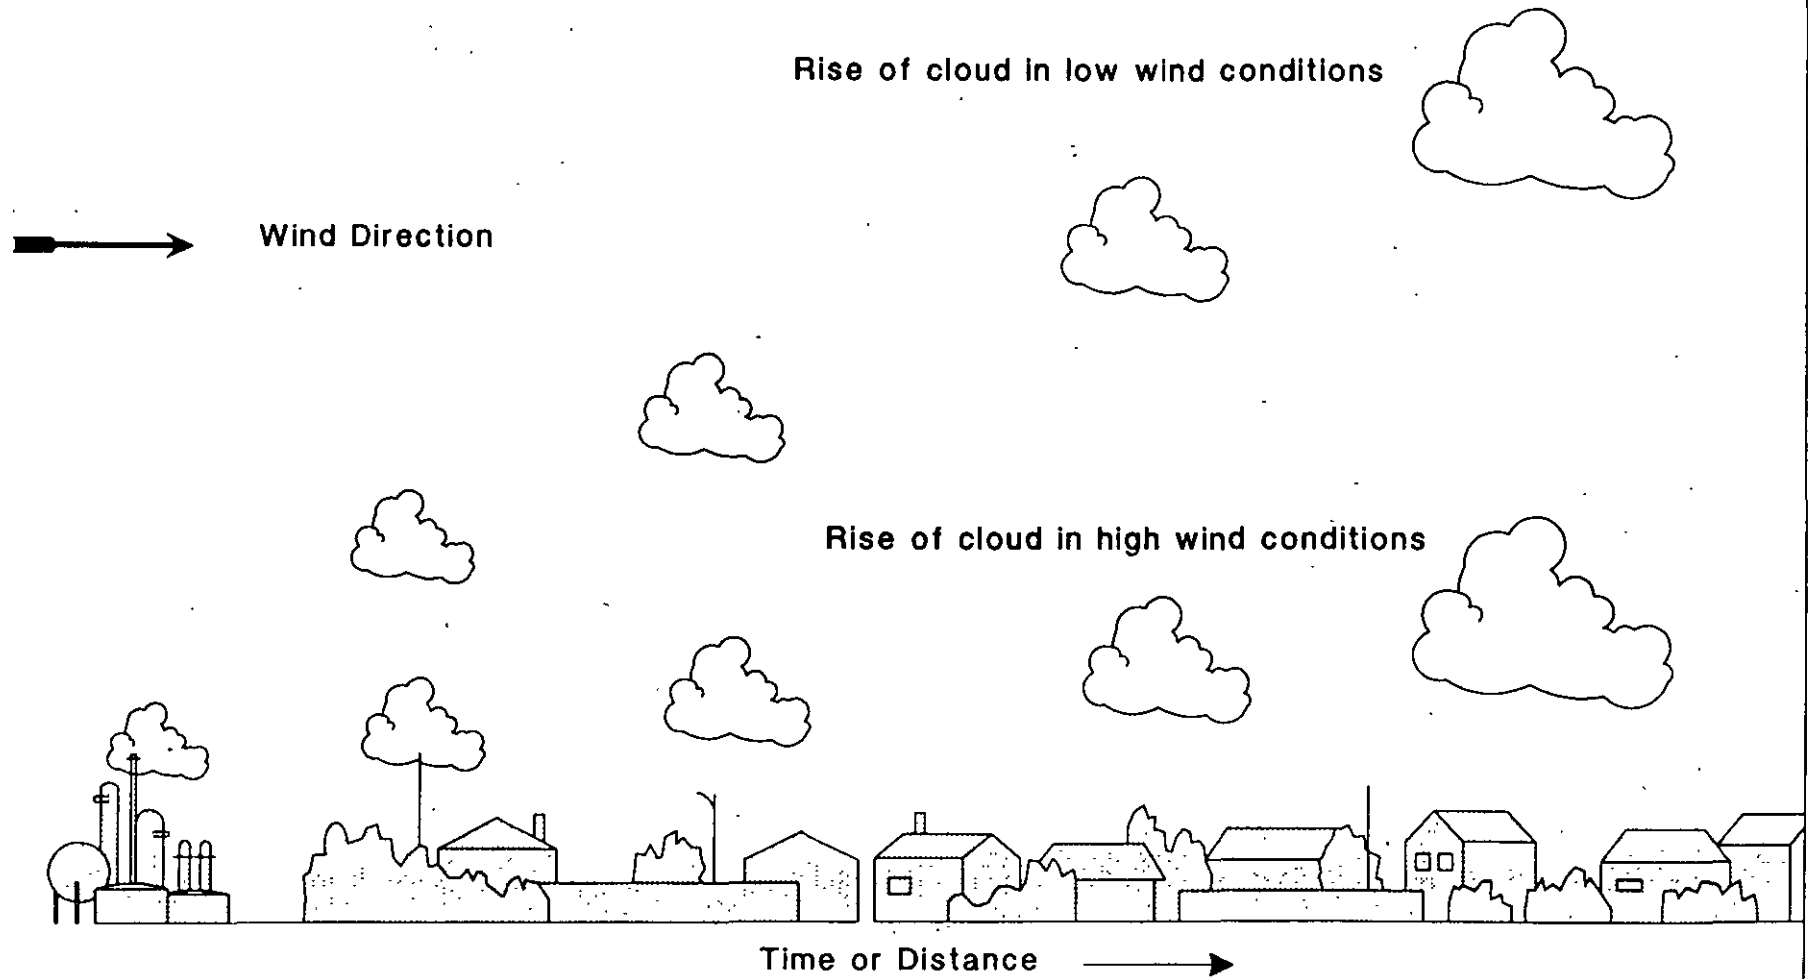 Rise of cloud in low wind conditions
Wind Direction
Rise of cloud in high wind conditions
Time or Distance